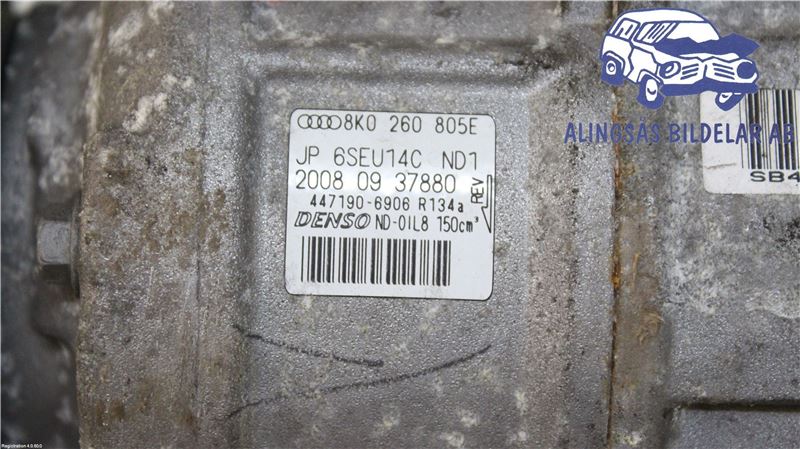 8K0 260 805E
JP 6SEU14C ND1
2008 09 37880
REV
447190-6906 R134a
DENSO ND-OIL8 150cm³
ALINGSÅS BILDELAR AB
SB4
Registration 4.0.60.0